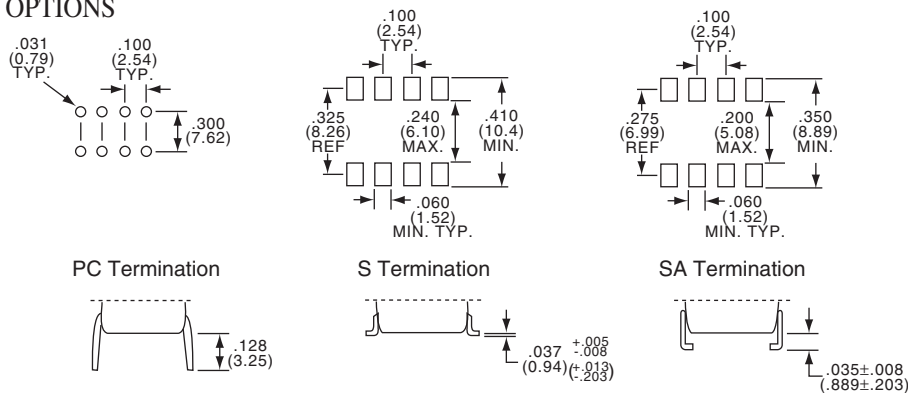 OPTIONS
.031
(0.79)
TYP.
.100
(2.54)
TYP.
.300
(7.62)
.100
(2.54)
TYP.
.325
(8.26)
REF
.240
(6.10)
MAX.
.410
(10.4)
MIN.
.060
(1.52)
MIN. TYP.
.100
(2.54)
TYP.
.275
(6.99)
REF
.200
(5.08)
MAX.
.350
(8.89)
MIN.
.060
(1.52)
MIN. TYP.
PC Termination
S Termination
SA Termination
.128
(3.25)
.037 +.005 -.008
(0.94)(+.013 -.203)
.035±.008
(.889±.203)